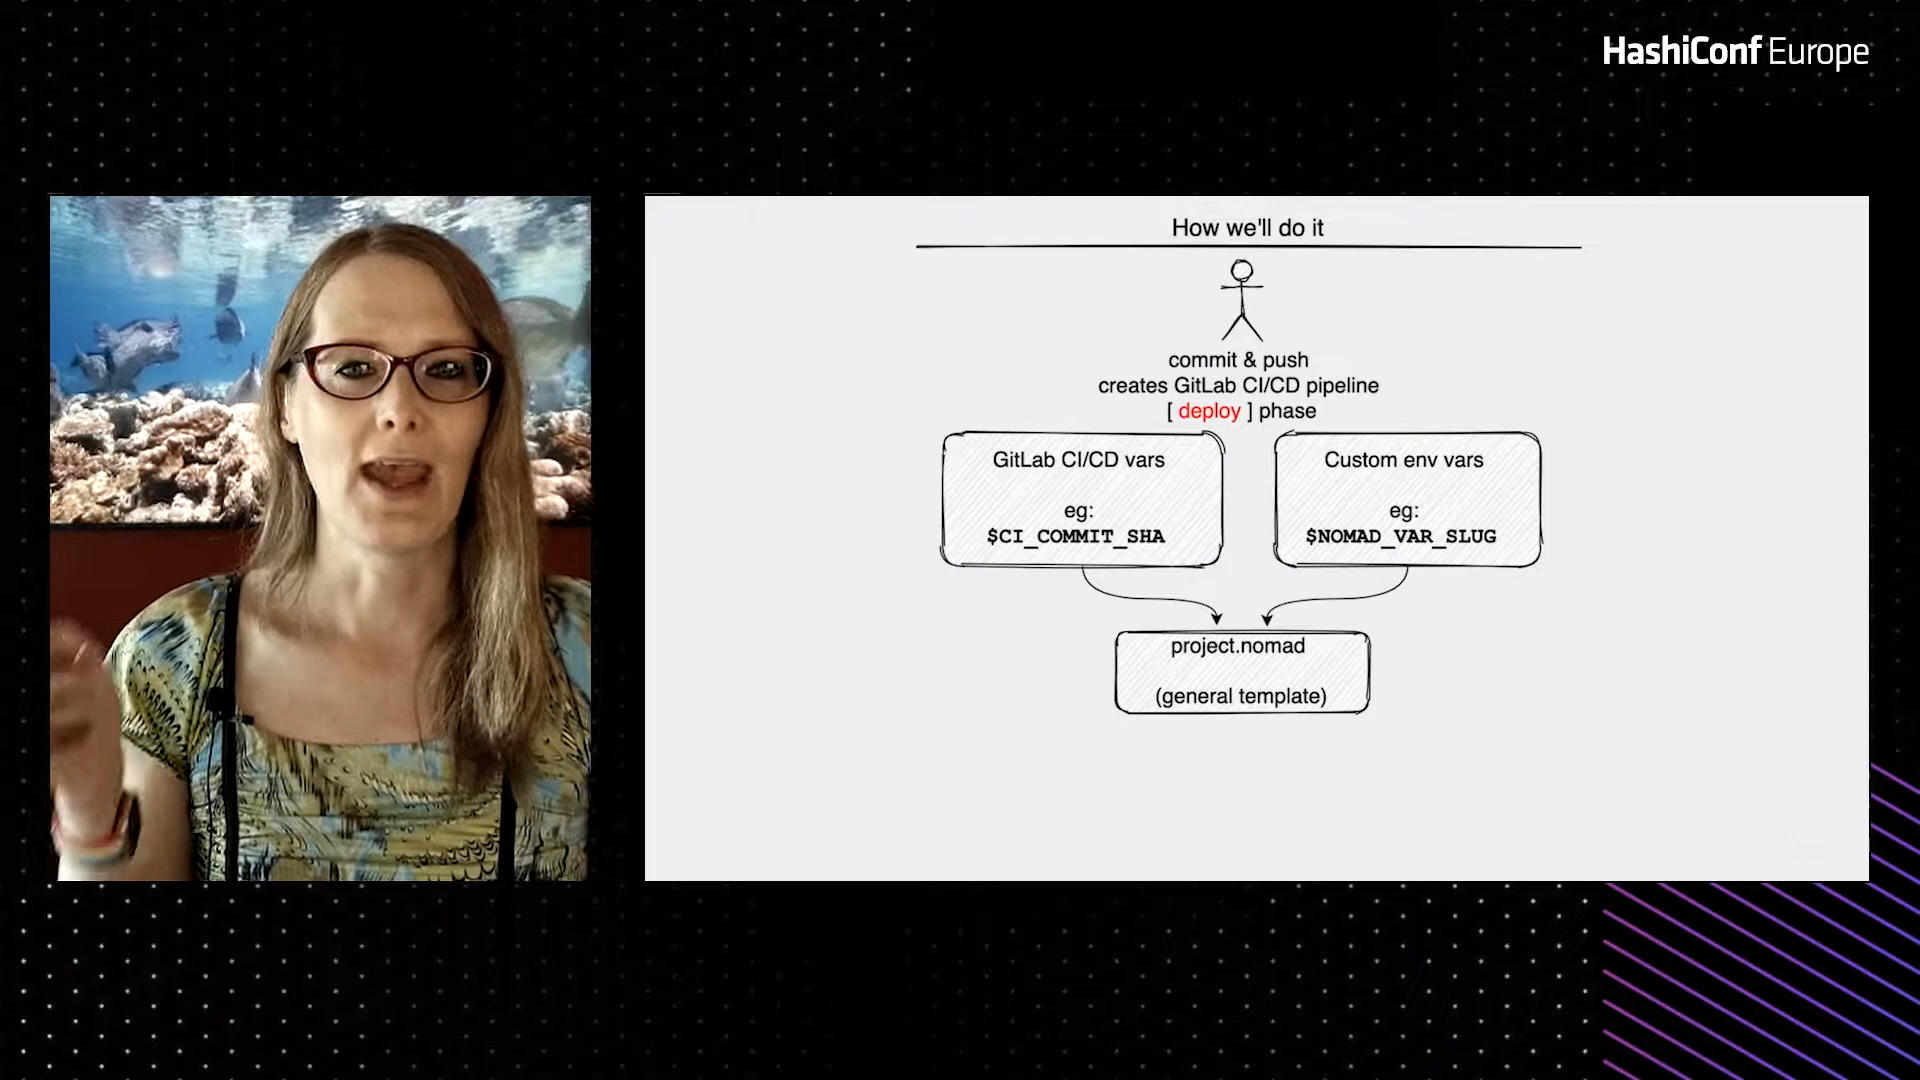 HashiConf Europe
How we'll do it
commit & push
creates GitLab CI/CD pipeline
[ deploy ] phase
GitLab CI/CD vars
eg:
$CI_COMMIT_SHA
Custom env vars
eg:
$NOMAD_VAR_SLUG
project.nomad
(general template)